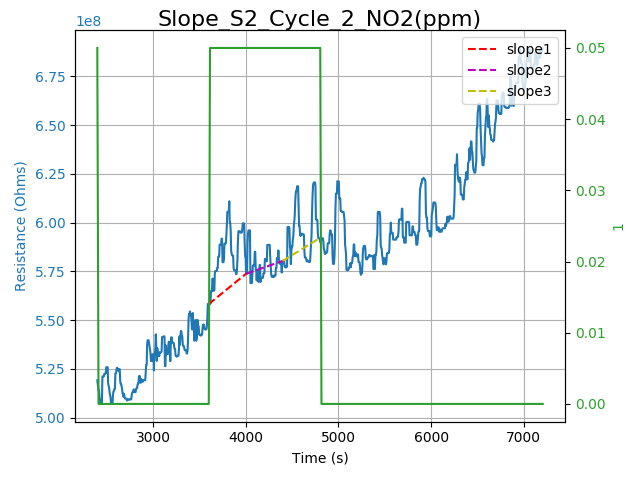 Slope_S2_Cycle_2_NO2(ppm)
1e8
slope1
slope2
slope3
6.75
6.50
6.25
6.00
5.75
5.50
5.25
5.00
Resistance (Ohms)
0.05
0.04
0.03
0.02
0.01
0.00
1
3000 4000 5000 6000 7000
Time (s)